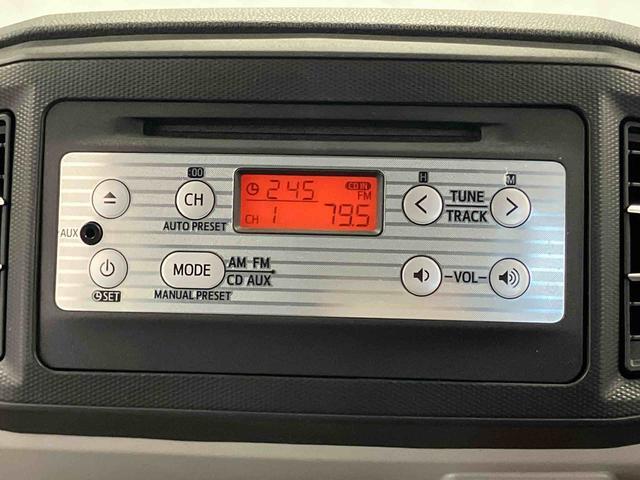 :00
H
M
CH
2:45
CD IN
FM
CH
1
79.5
TUNE
TRACK
AUTO PRESET
AUX
MODE
AM FM
CD AUX
VOL
SET
MANUAL PRESET